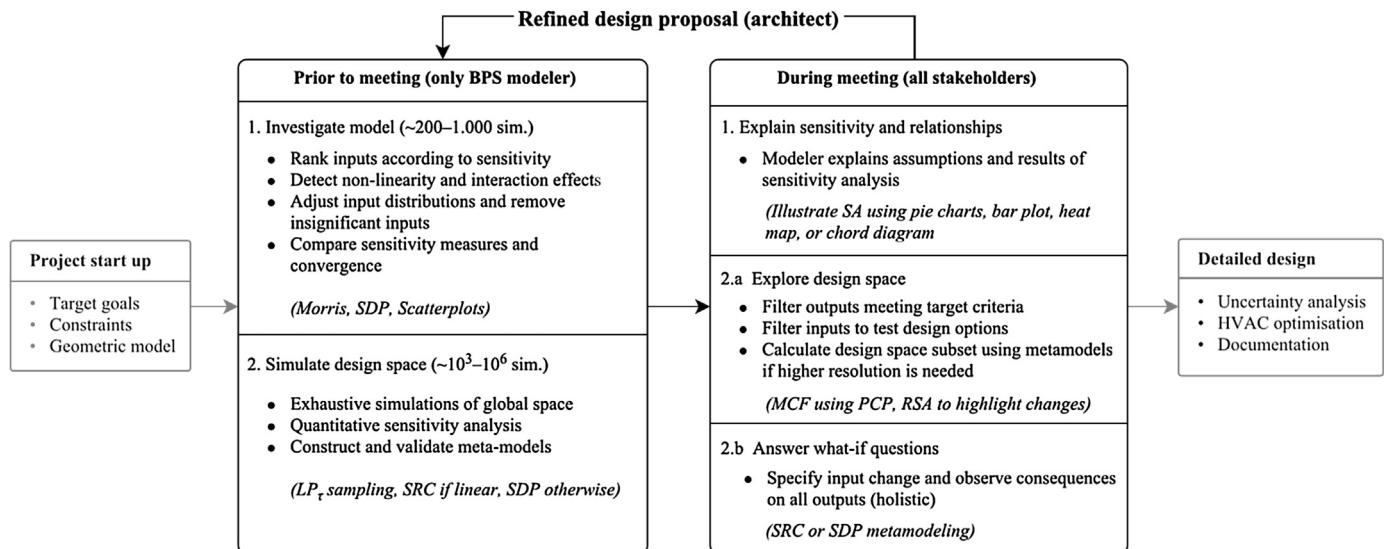 Refined design proposal (architect)
Project start up
• Target goals
• Constraints
• Geometric model
Prior to meeting (only BPS modeler)
1. Investigate model (~200–1.000 sim.)
• Rank inputs according to sensitivity
• Detect non-linearity and interaction effects
• Adjust input distributions and remove
insignificant inputs
• Compare sensitivity measures and
convergence
(Morris, SDP, Scatterplots)
2. Simulate design space (~10³–10⁶ sim.)
• Exhaustive simulations of global space
• Quantitative sensitivity analysis
• Construct and validate meta-models
(LPτ sampling, SRC if linear, SDP otherwise)
During meeting (all stakeholders)
1. Explain sensitivity and relationships
• Modeler explains assumptions and results of
sensitivity analysis
(Illustrate SA using pie charts, bar plot, heat
map, or chord diagram
2.a Explore design space
• Filter outputs meeting target criteria
• Filter inputs to test design options
• Calculate design space subset using metamodels
if higher resolution is needed
(MCF using PCP, RSA to highlight changes)
2.b Answer what-if questions
• Specify input change and observe consequences
on all outputs (holistic)
(SRC or SDP metamodeling)
Detailed design
• Uncertainty analysis
• HVAC optimisation
• Documentation